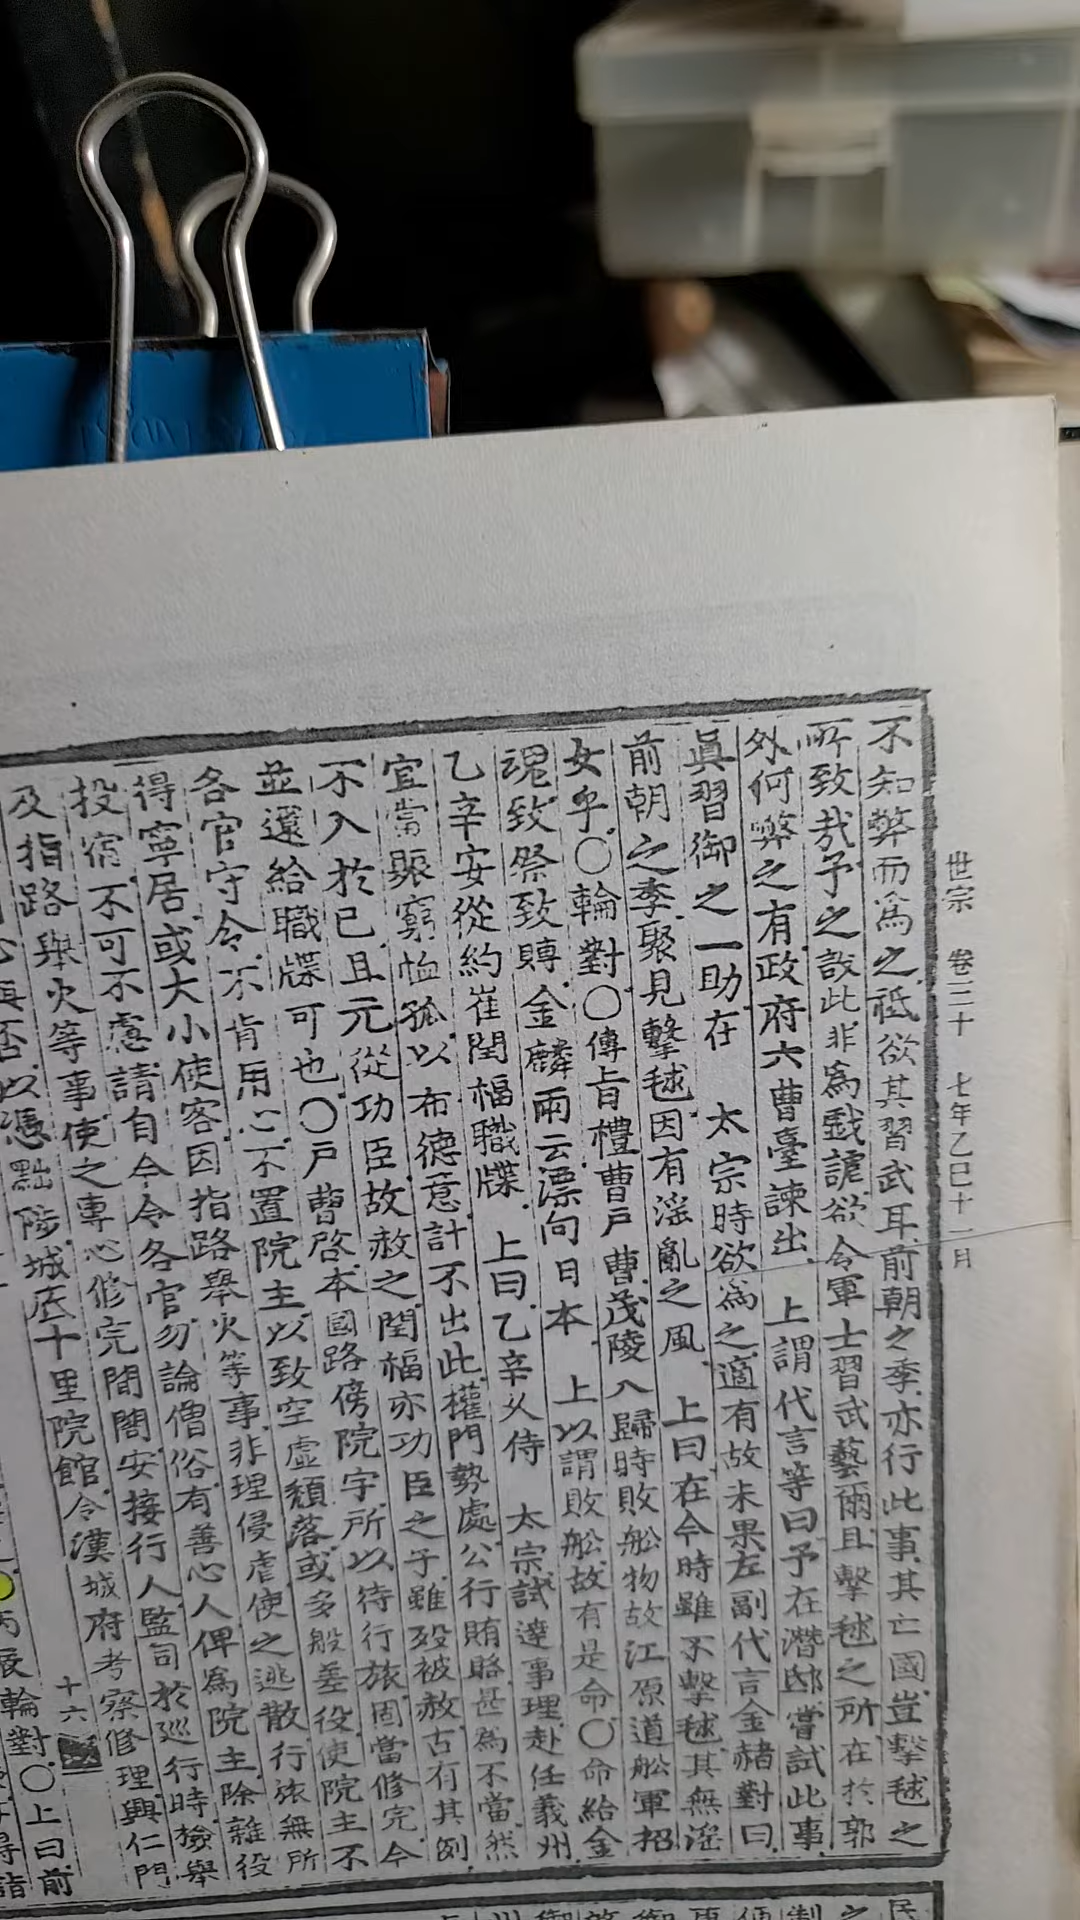 世宗 卷三十 七年乙巳十一月
不知弊而爲之祗欲其習武耳前朝之季亦行此事其亡國豈擊毬之
所致哉予之設此非爲戲謔欲令軍士習武藝爾且擊毬之所在於郭
外何弊之有政府六曹臺諫出 上謂代言等曰予在潛邸嘗試此事
眞習御之一助在 太宗時欲爲之適有故未果左副代言金赭對曰
前朝之季聚見擊毬因有淫亂之風 上曰在今時雖不擊毬其無淫
女乎○輪對○傳旨禮曹戶曹茂陵入歸時敗船物故江原道船軍招
魂致祭致賻金麟雨云漂向日本 上以謂敗船故有是命○命給金
乙辛安從約崔閏福職牒 上曰乙辛久侍 太宗試達事理赴任義州
宜當賑窮恤孤以布德意計不出此權門勢處公行賄賂甚爲不當然
不入於己且元從功臣故赦之閏福亦功臣之子雖歿被赦古有其例
並還給職牒可也○戶曹啓本國路傍院宇所以待行旅固當修完今
各官守令不肯用心不置院主以致空虛頹落或多般差役使院主不
得寧居或大小使客因指路舉火等事非理侵虐使之逃散行旅無所
投宿不可不慮請自今令各官勿論僧俗有善心人俾爲院主除雜役
及指路舉火等事使之專心修完閭閻安接行人監司於巡行時檢舉
以憑黜陟城底十里院館令漢城府考察修理興仁門
十六
○丙辰輪對○上曰前